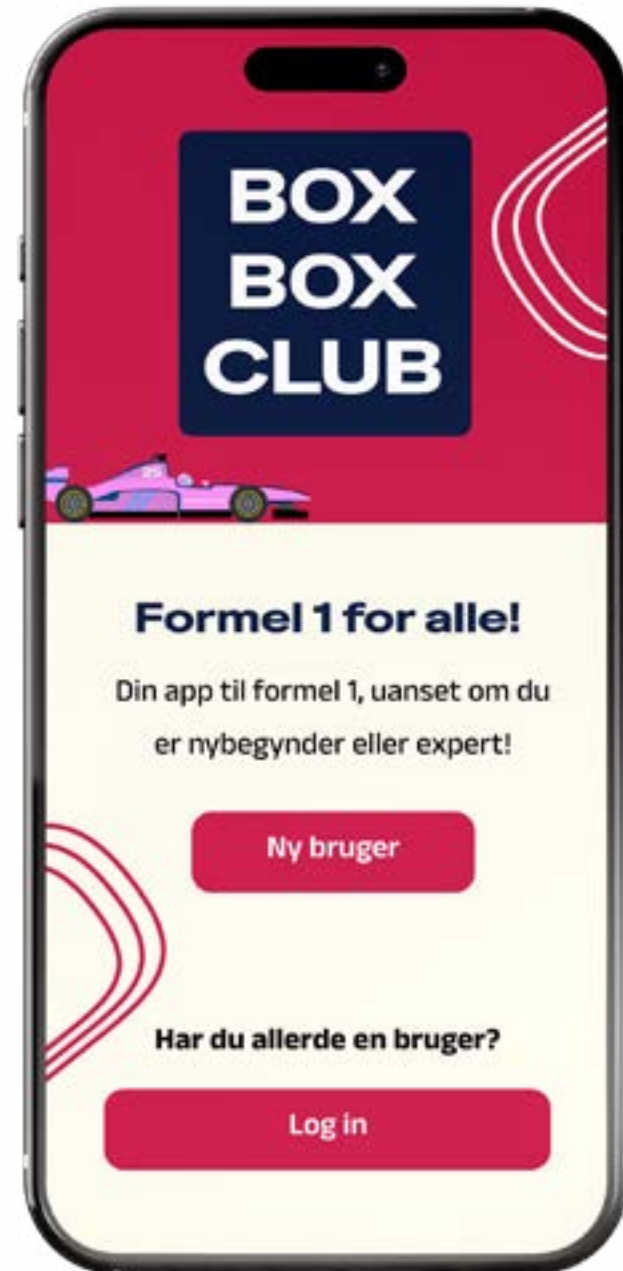 BOX
BOX
CLUB
25
Formel 1 for alle!
Din app til formel 1, uanset om du
er nybegynder eller expert!
Ny bruger
Har du allerde en bruger?
Log in